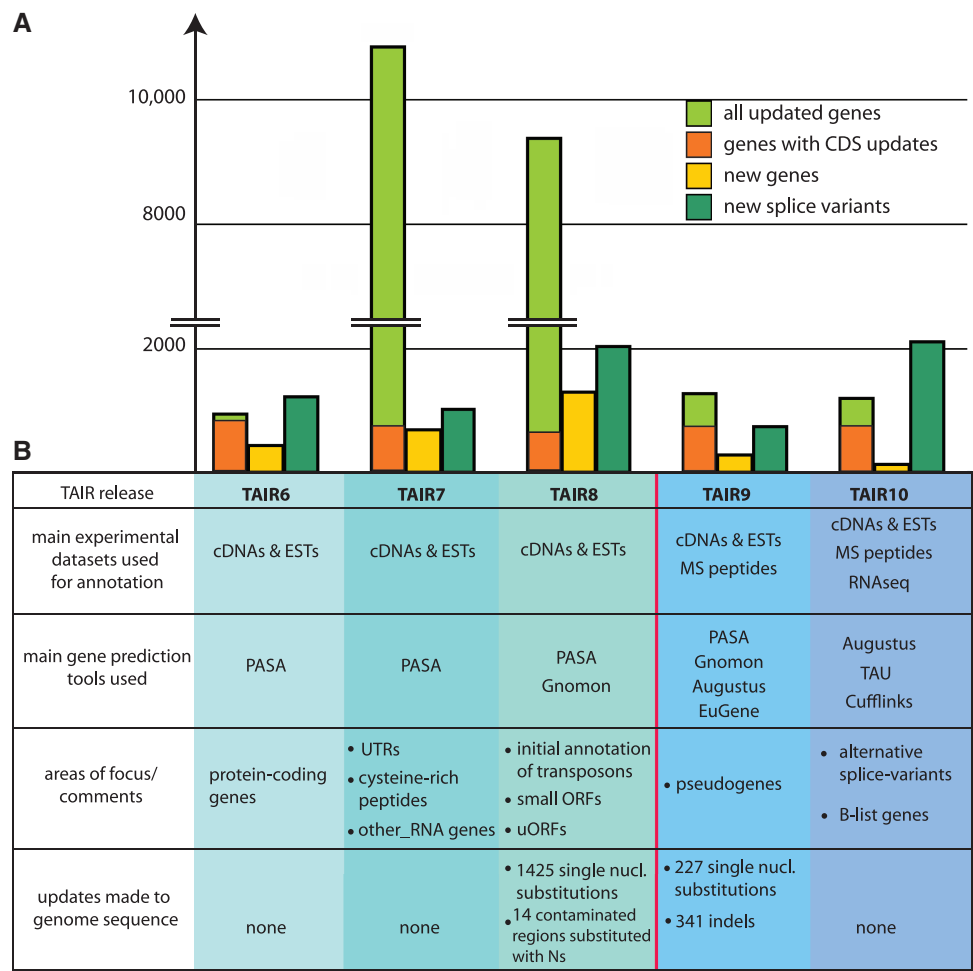 A
10,000
8000
2000
all updated genes
genes with CDS updates
new genes
new splice variants
B
TAIR release
TAIR6
TAIR7
TAIR8
TAIR9
TAIR10
main experimental
datasets used
for annotation
cDNAs & ESTs
cDNAs & ESTs
cDNAs & ESTs
cDNAs & ESTs
MS peptides
cDNAs & ESTs
MS peptides
RNAseq
main gene prediction
tools used
PASA
PASA
PASA
Gnomon
PASA
Gnomon
Augustus
EuGene
Augustus
TAU
Cufflinks
areas of focus/
comments
protein-coding
genes
• UTRs
• cysteine-rich
peptides
• other_RNA genes
• initial annotation
of transposons
• small ORFs
• uORFs
• pseudogenes
• alternative
splice-variants
• B-list genes
updates made to
genome sequence
none
none
• 1425 single nucl.
substitutions
• 14 contaminated
regions substituted
with Ns
• 227 single nucl.
substitutions
• 341 indels
none